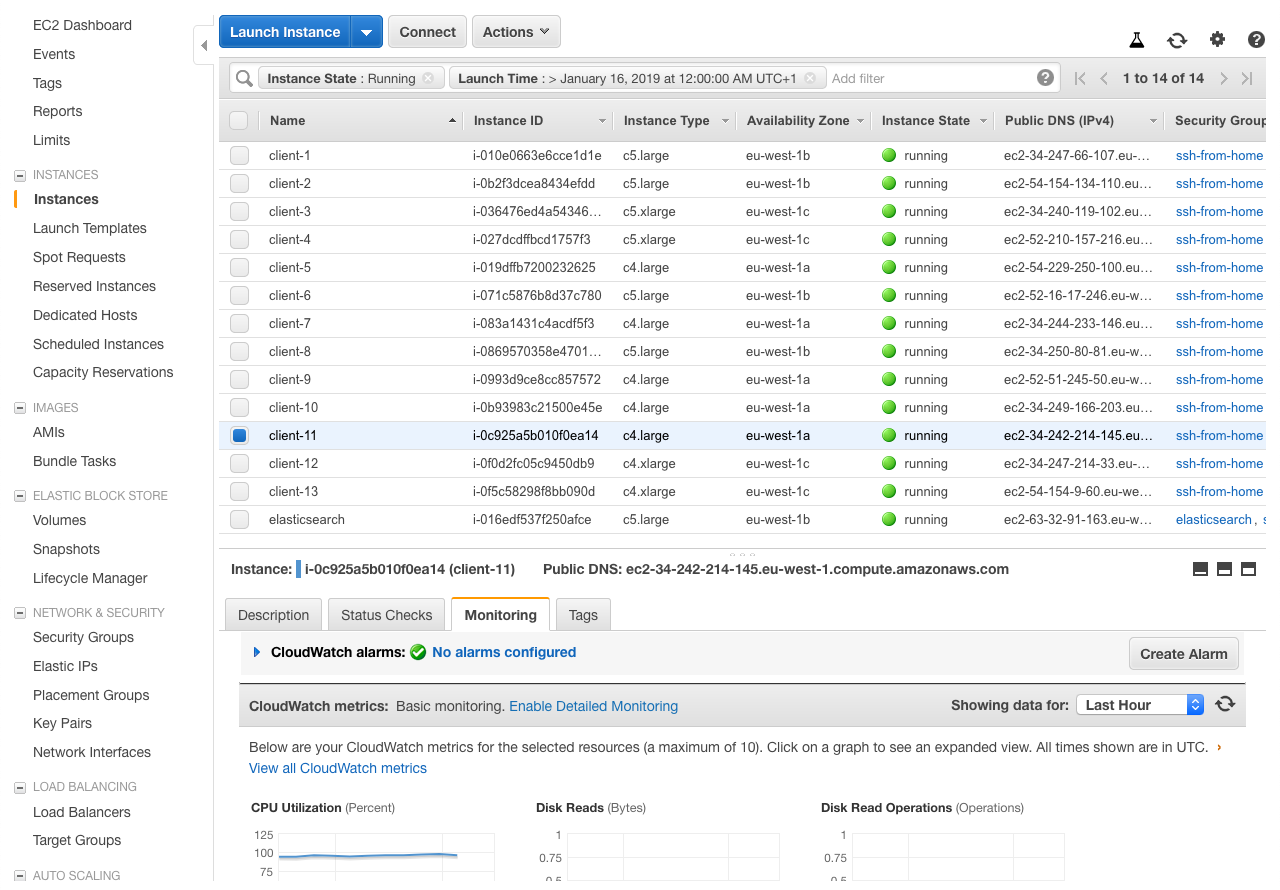 EC2 Dashboard
Events
Tags
Reports
Limits
INSTANCES
Instances
Launch Templates
Spot Requests
Reserved Instances
Dedicated Hosts
Scheduled Instances
Capacity Reservations
IMAGES
AMIs
Bundle Tasks
ELASTIC BLOCK STORE
Volumes
Snapshots
Lifecycle Manager
NETWORK & SECURITY
Security Groups
Elastic IPs
Placement Groups
Key Pairs
Network Interfaces
LOAD BALANCING
Load Balancers
Target Groups
AUTO SCALING
Launch Instance Connect Actions
Instance State : Running Launch Time : > January 16, 2019 at 12:00:00 AM UTC+1 Add filter 1 to 14 of 14
Name Instance ID Instance Type Availability Zone Instance State Public DNS (IPv4) Security Group
client-1 i-010e0663e6cce1d1e c5.large eu-west-1b running ec2-34-247-66-107.eu-... ssh-from-home
client-2 i-0b2f3dcea8434efdd c5.large eu-west-1b running ec2-54-154-134-110.eu... ssh-from-home
client-3 i-036476ed4a54346... c5.xlarge eu-west-1c running ec2-34-240-119-102.eu... ssh-from-home
client-4 i-027dcdffbcd1757f3 c5.xlarge eu-west-1c running ec2-52-210-157-216.eu... ssh-from-home
client-5 i-019dffb7200232625 c4.large eu-west-1a running ec2-54-229-250-100.eu... ssh-from-home
client-6 i-071c5876b8d37c780 c5.large eu-west-1b running ec2-52-16-17-246.eu-w... ssh-from-home
client-7 i-083a1431c4acdf5f3 c4.large eu-west-1a running ec2-34-244-233-146.eu... ssh-from-home
client-8 i-0869570358e4701... c5.large eu-west-1b running ec2-34-250-80-81.eu-w... ssh-from-home
client-9 i-0993d9ce8cc857572 c4.large eu-west-1a running ec2-52-51-245-50.eu-w... ssh-from-home
client-10 i-0b93983c21500e45e c4.large eu-west-1a running ec2-34-249-166-203.eu... ssh-from-home
client-11 i-0c925a5b010f0ea14 c4.large eu-west-1a running ec2-34-242-214-145.eu... ssh-from-home
client-12 i-0f0d2fc05c9450db9 c4.xlarge eu-west-1c running ec2-34-247-214-33.eu-... ssh-from-home
client-13 i-0f5c58298f8bb090d c4.xlarge eu-west-1c running ec2-54-154-9-60.eu-we... ssh-from-home
elasticsearch i-016edf537f250afce c5.large eu-west-1b running ec2-63-32-91-163.eu-w... elasticsearch, s
Instance: i-0c925a5b010f0ea14 (client-11) Public DNS: ec2-34-242-214-145.eu-west-1.compute.amazonaws.com
Description Status Checks Monitoring Tags
CloudWatch alarms: No alarms configured Create Alarm
CloudWatch metrics: Basic monitoring. Enable Detailed Monitoring Showing data for: Last Hour
Below are your CloudWatch metrics for the selected resources (a maximum of 10). Click on a graph to see an expanded view. All times shown are in UTC. ›
View all CloudWatch metrics
CPU Utilization (Percent) Disk Reads (Bytes) Disk Read Operations (Operations)
125 1 1
100 0.75 0.75
75 0.5 0.5